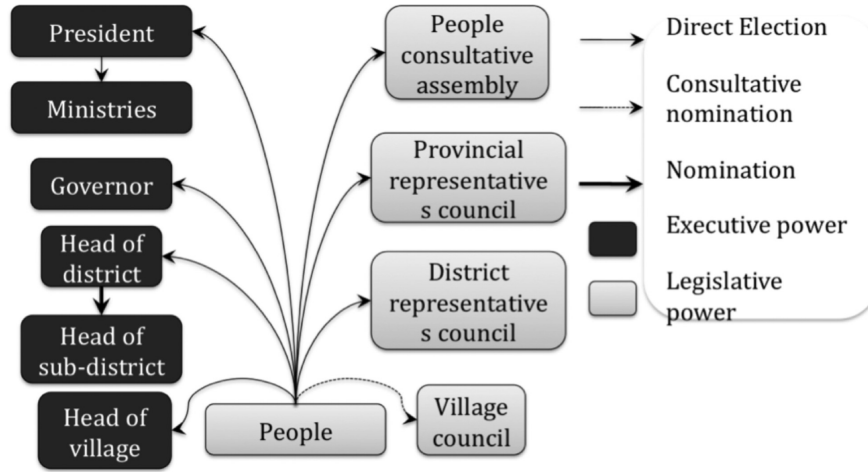 President
Ministries
Governor
Head of
district
Head of
sub-district
Head of
village
People
People
consultative
assembly
Provincial
representative
s council
District
representative
s council
Village
council
Direct Election
Consultative
nomination
Nomination
Executive power
Legislative
power